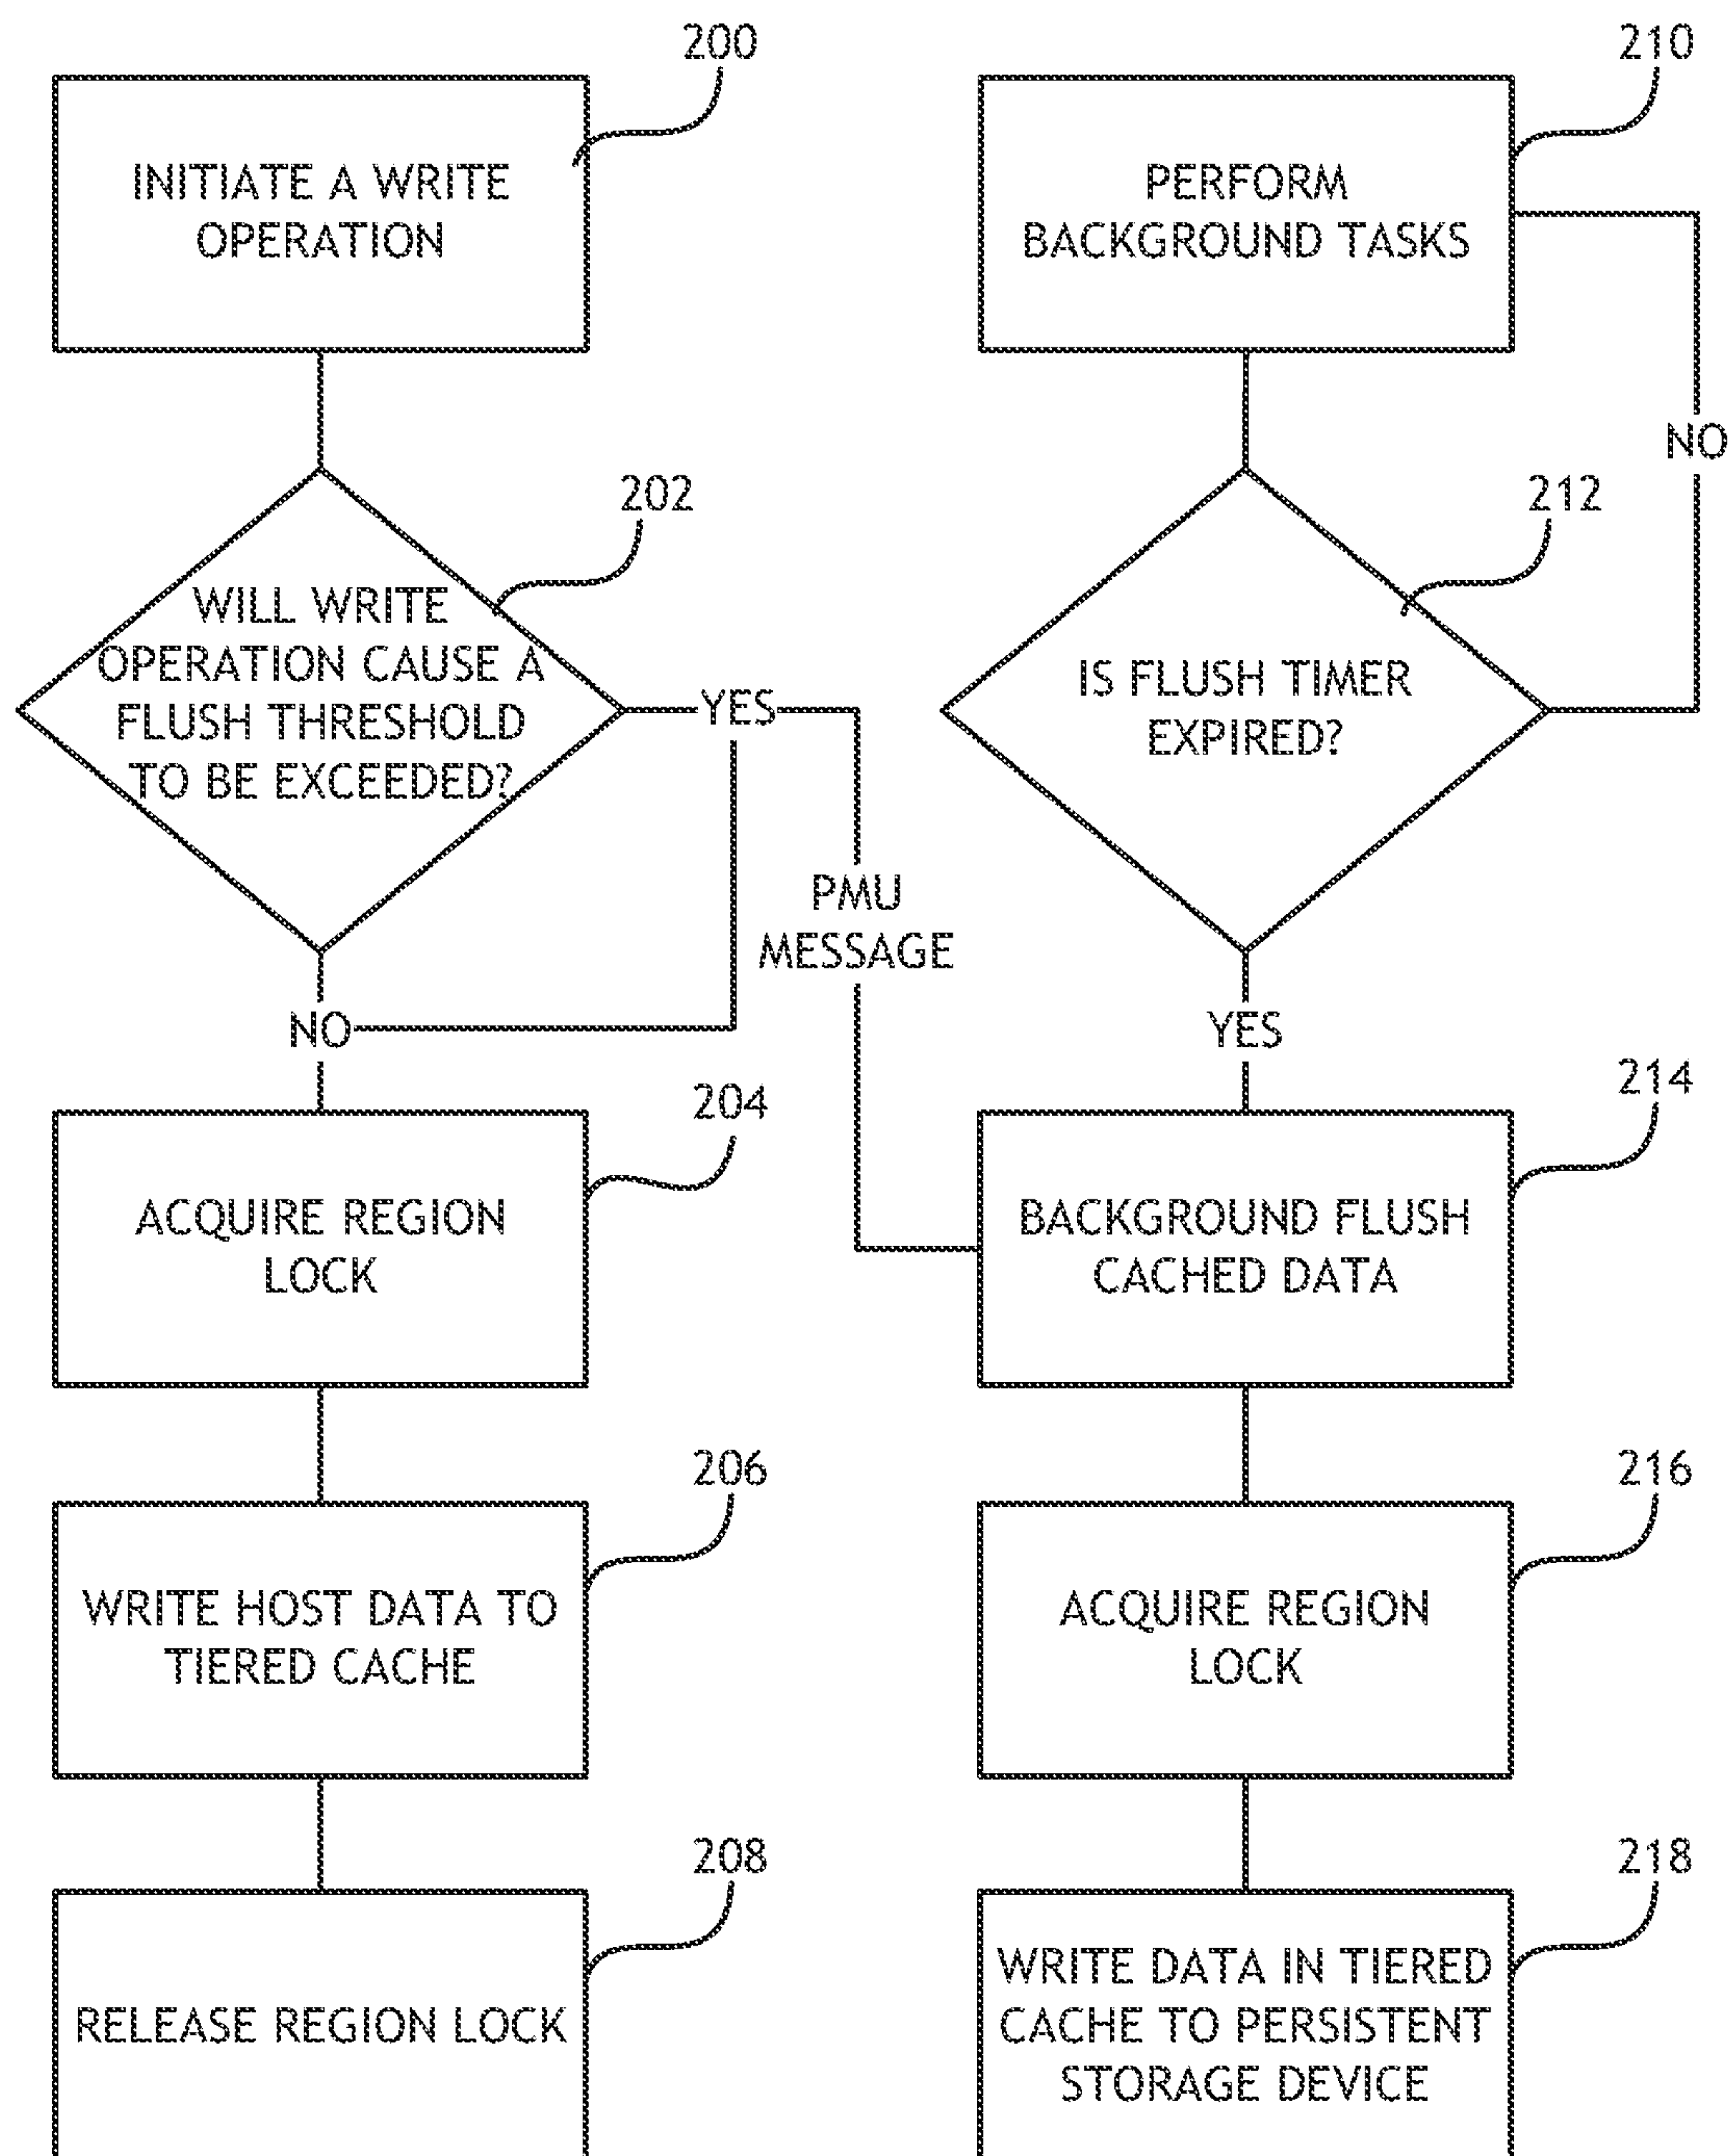 200
INITIATE A WRITE
OPERATION
202
WILL WRITE
OPERATION CAUSE A
FLUSH THRESHOLD
TO BE EXCEEDED?
YES
PMU
MESSAGE
NO
204
ACQUIRE REGION
LOCK
206
WRITE HOST DATA TO
TIERED CACHE
208
RELEASE REGION LOCK
210
PERFORM
BACKGROUND TASKS
NO
212
IS FLUSH TIMER
EXPIRED?
YES
214
BACKGROUND FLUSH
CACHED DATA
216
ACQUIRE REGION
LOCK
218
WRITE DATA IN TIERED
CACHE TO PERSISTENT
STORAGE DEVICE